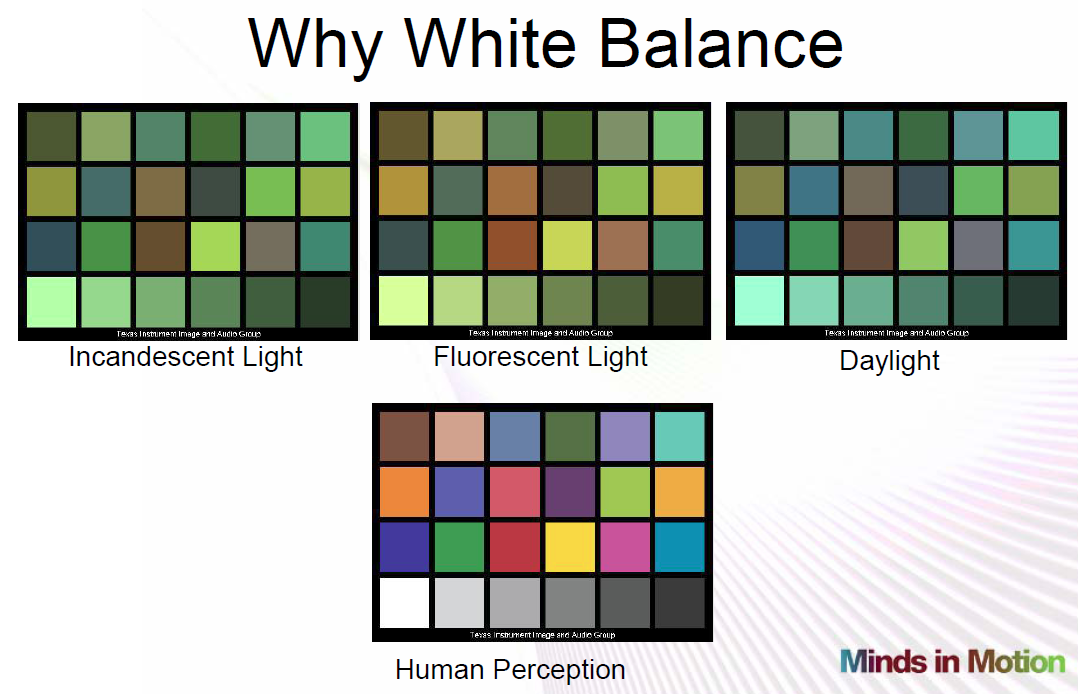 Why White Balance
Texas Instrument Image and Audio Group
Texas Instrument Image and Audio Group
Texas Instrument Image and Audio Group
Incandescent Light
Fluorescent Light
Daylight
Texas Instrument Image and Audio Group
Human Perception
Minds in Motion